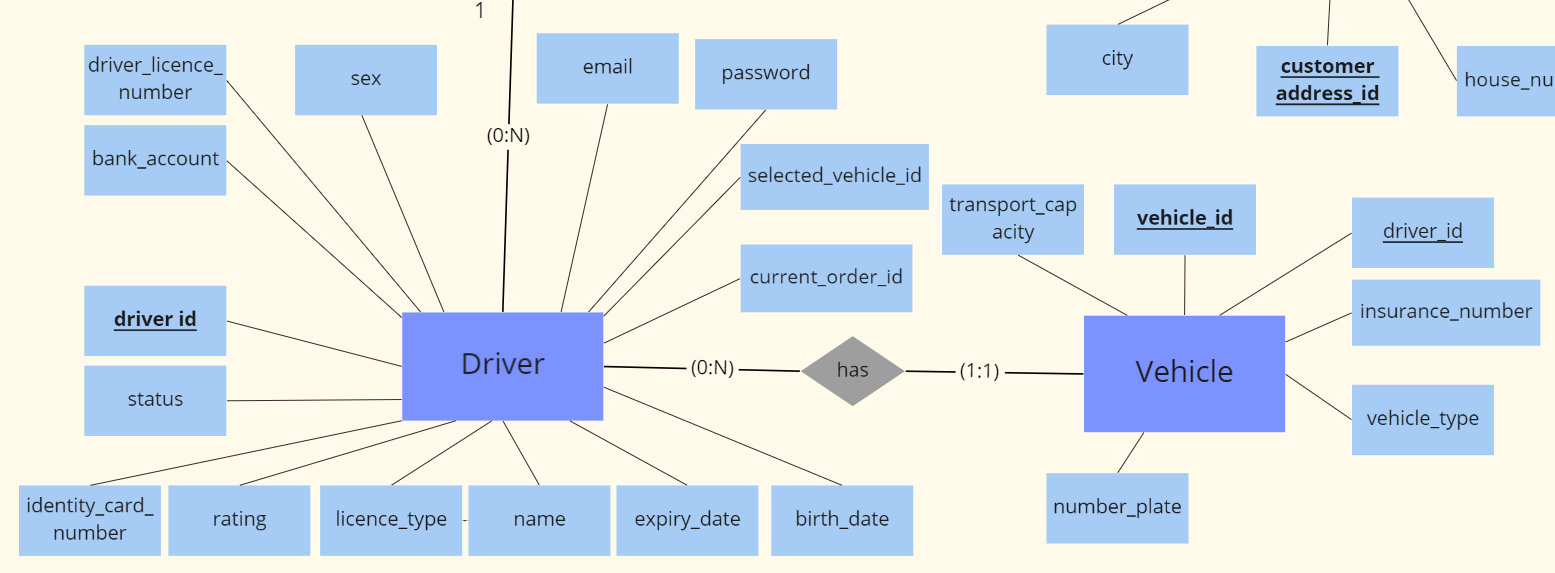 1
driver_licence_
number
sex
email
password
city
customer
address_id
house_nu
(0:N)
bank_account
selected_vehicle_id
transport_cap
acity
vehicle_id
driver_id
current_order_id
insurance_number
driver id
Driver
(0:N)
has
(1:1)
Vehicle
status
vehicle_type
identity_card_
number
rating
licence_type
name
expiry_date
birth_date
number_plate